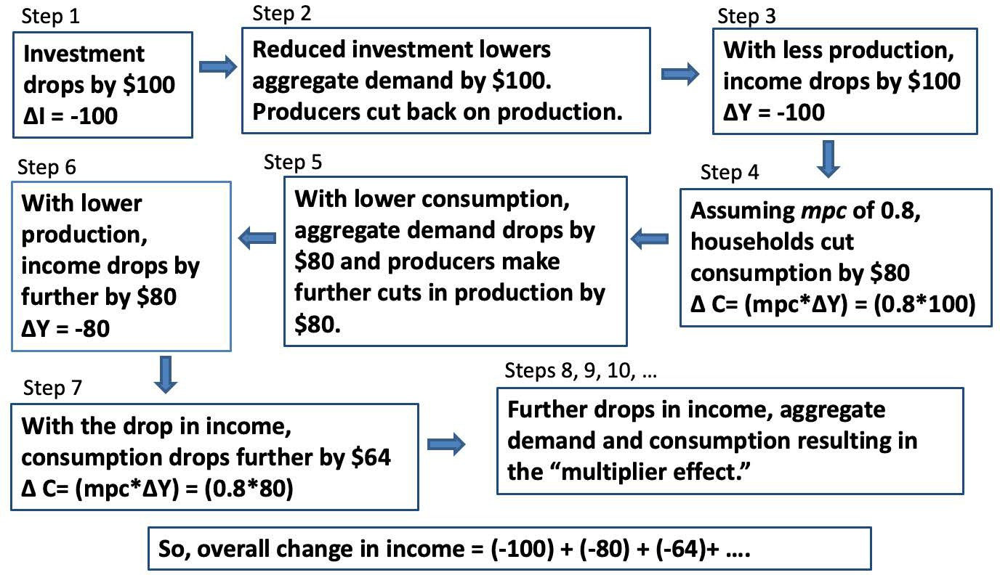 Step 1
Investment
drops by $100
ΔI = -100
Step 2
Reduced investment lowers
aggregate demand by $100.
Producers cut back on production.
Step 3
With less production,
income drops by $100
ΔY = -100
Step 4
Assuming mpc of 0.8,
households cut
consumption by $80
Δ C= (mpc*ΔY) = (0.8*100)
Step 5
With lower consumption,
aggregate demand drops by
$80 and producers make
further cuts in production by
$80.
Step 6
With lower
production,
income drops by
further by $80
ΔY = -80
Step 7
With the drop in income,
consumption drops further by $64
Δ C= (mpc*ΔY) = (0.8*80)
Steps 8, 9, 10, …
Further drops in income, aggregate
demand and consumption resulting in
the “multiplier effect.”
So, overall change in income = (-100) + (-80) + (-64)+ ....